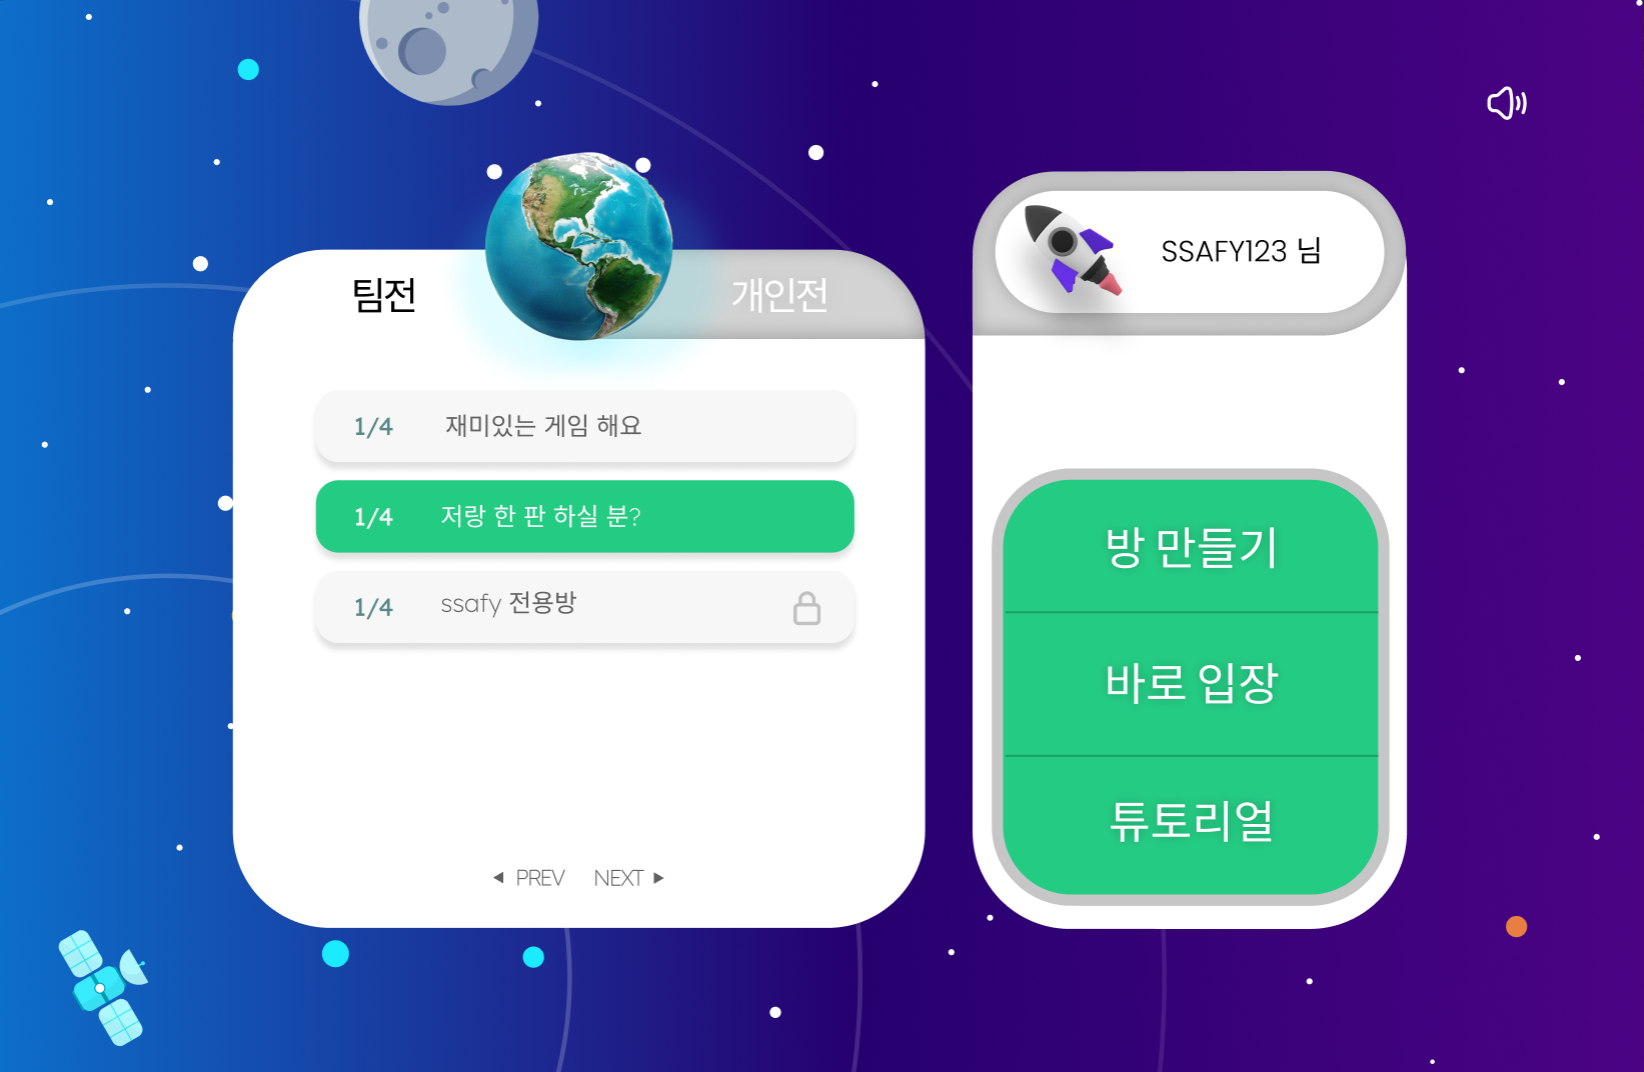 팀전
개인전
1/4 재미있는 게임 해요
1/4 저랑 한 판 하실 분?
1/4 ssafy 전용방
◀ PREV NEXT ▶
SSAFY123 님
방 만들기
바로 입장
튜토리얼